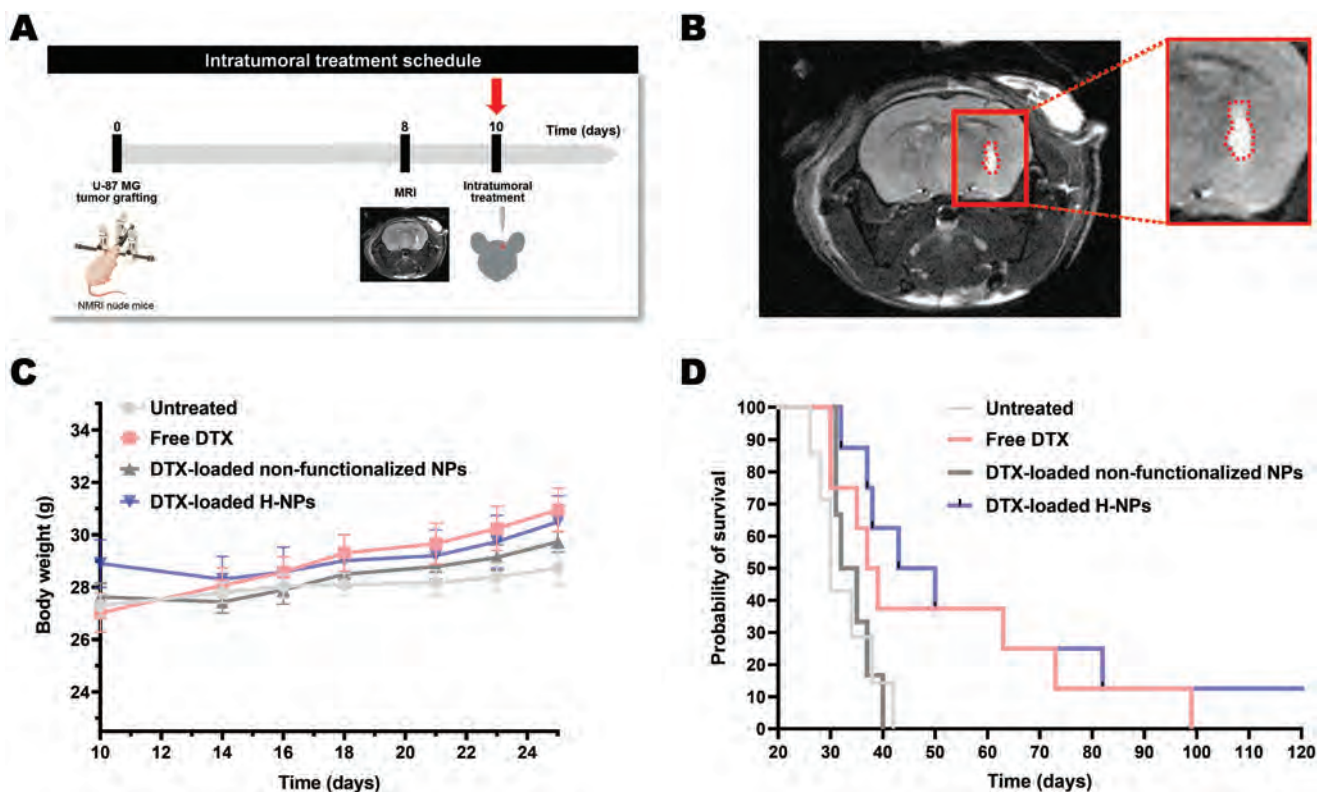 A
Intratumoral treatment schedule
0
8
10
Time (days)
U-87 MG
tumor grafting
MRI
Intratumoral
treatment
NMRI nude mice
B
C
Untreated
Free DTX
DTX-loaded non-functionalized NPs
DTX-loaded H-NPs
Body weight (g)
34
32
30
28
26
24
10
12
14
16
18
20
22
24
Time (days)
D
Untreated
Free DTX
DTX-loaded non-functionalized NPs
DTX-loaded H-NPs
Probability of survival
100
90
80
70
60
50
40
30
20
10
0
20
30
40
50
60
70
80
90
100
110
120
Time (days)